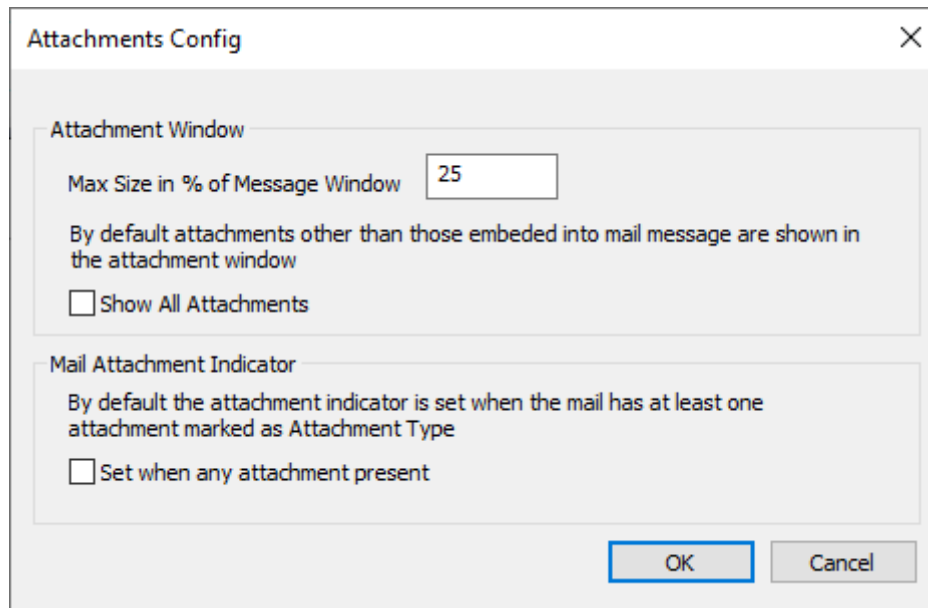 Attachments Config
Attachment Window
Max Size in % of Message Window 25
By default attachments other than those embeded into mail message are shown in
the attachment window
Show All Attachments
Mail Attachment Indicator
By default the attachment indicator is set when the mail has at least one
attachment marked as Attachment Type
Set when any attachment present
OK Cancel